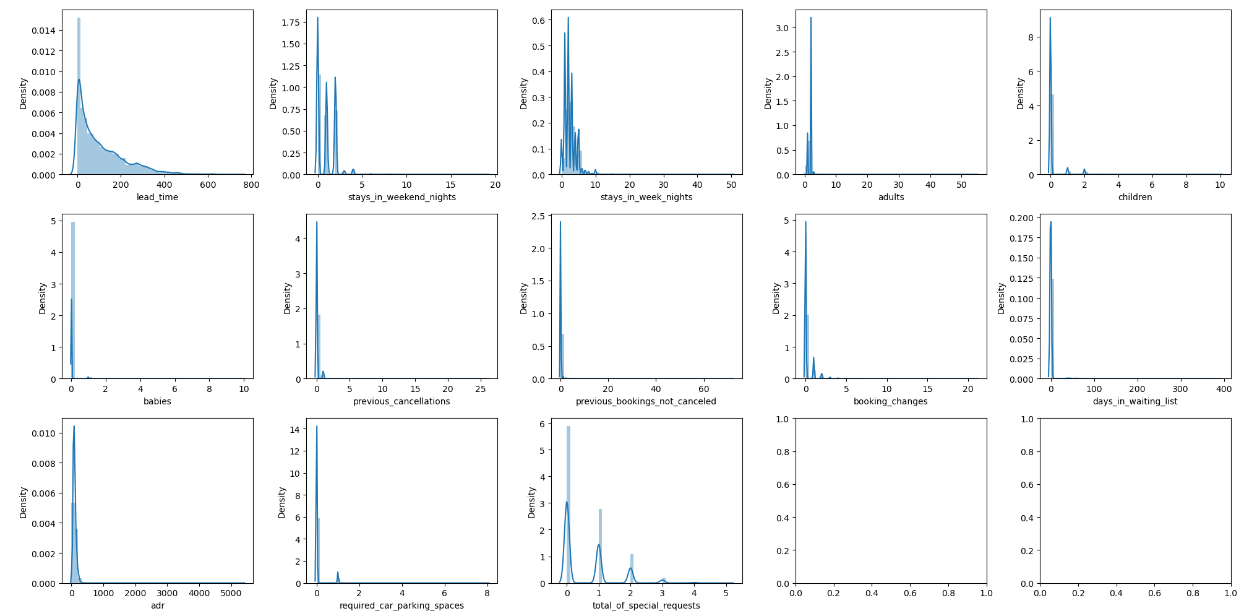 0.014
0.012
0.010
0.008
0.006
0.004
0.002
0.000
Density
0 200 400 600 800
lead_time
1.75
1.50
1.25
1.00
0.75
0.50
0.25
0.00
Density
0 5 10 15 20
stays_in_weekend_nights
0.6
0.5
0.4
0.3
0.2
0.1
0.0
Density
0 10 20 30 40 50
stays_in_week_nights
3.0
2.5
2.0
1.5
1.0
0.5
0.0
Density
0 10 20 30 40 50
adults
8
6
4
2
0
Density
0 2 4 6 8 10
children
5
4
3
2
1
0
Density
0 2 4 6 8 10
babies
4
3
2
1
0
Density
0 5 10 15 20 25
previous_cancellations
2.5
2.0
1.5
1.0
0.5
0.0
Density
0 20 40 60
previous_bookings_not_canceled
5
4
3
2
1
0
Density
0 5 10 15 20
booking_changes
0.200
0.175
0.150
0.125
0.100
0.075
0.050
0.025
0.000
Density
0 100 200 300 400
days_in_waiting_list
0.010
0.008
0.006
0.004
0.002
0.000
Density
0 1000 2000 3000 4000 5000
adr
14
12
10
8
6
4
2
0
Density
0 2 4 6 8
required_car_parking_spaces
6
5
4
3
2
1
0
Density
0 1 2 3 4 5
total_of_special_requests
1.0
0.8
0.6
0.4
0.2
0.0
0.0 0.2 0.4 0.6 0.8 1.0
1.0
0.8
0.6
0.4
0.2
0.0
0.0 0.2 0.4 0.6 0.8 1.0